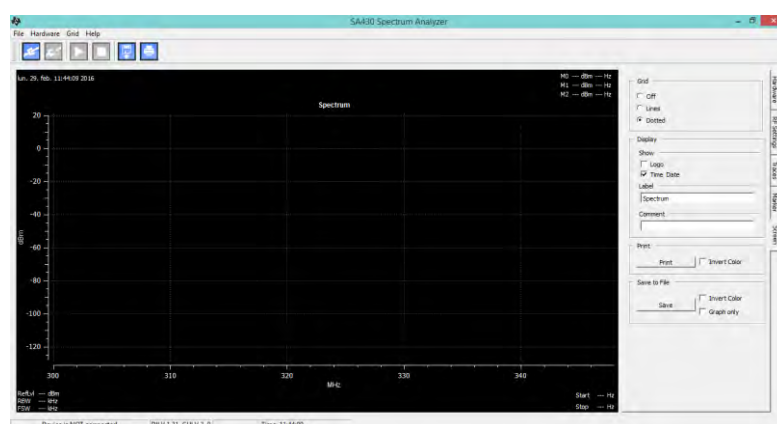 SA430 Spectrum Analyzer
File Hardware Grid Help
lun. 29. feb. 11:44:09 2016
M0 --- dBm --- Hz
M1 --- dBm --- Hz
M2 --- dBm --- Hz
Spectrum
20
0
-20
-40
-60
-80
-100
-120
dBm
300 310 320 330 340
MHz
RefLvl --- dBm
RBW --- kHz
FSW --- kHz
Start --- Hz
Stop --- Hz
Grid
Off
Lines
Dotted
Display
Show
Logo
Time Date
Label
Spectrum
Comment
Print
Print
Invert Color
Save to File
Save
Invert Color
Graph only
Hardware
RF Settings
Traces
Marker
Screen
Device is NOT connected
Time: 11:44:09